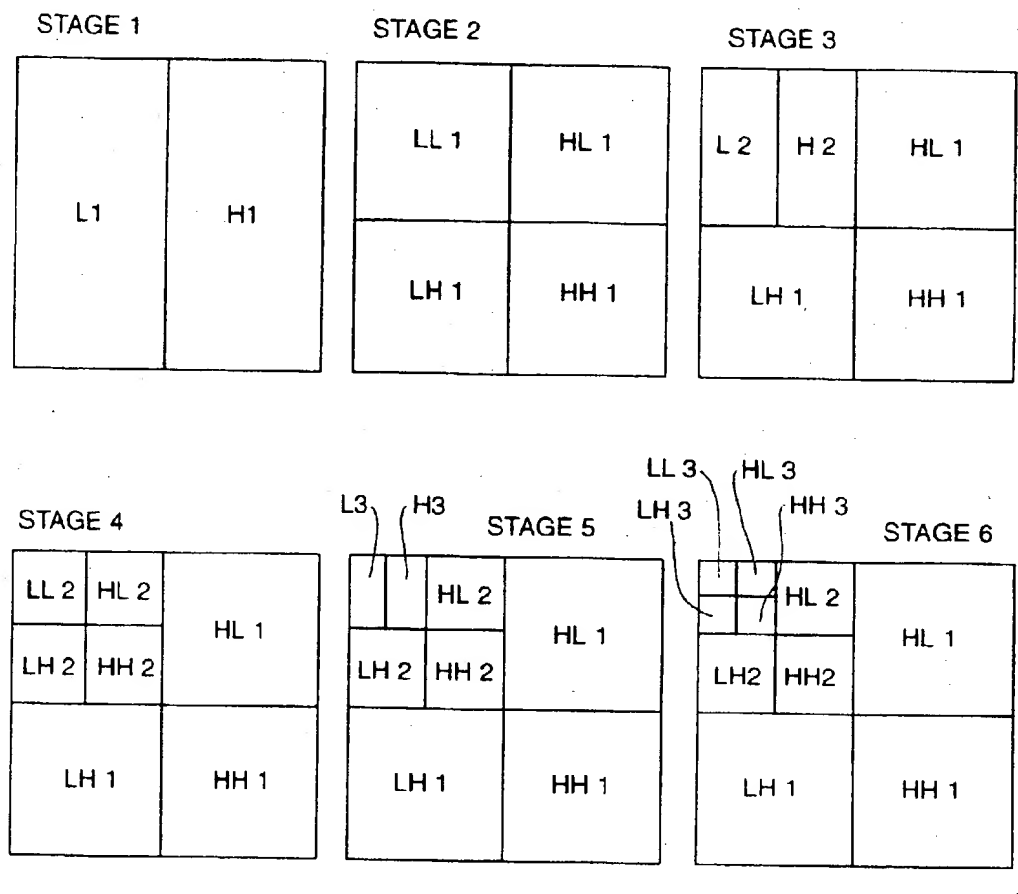 STAGE 1
L1 H1
STAGE 2
LL 1 HL 1
LH 1 HH 1
STAGE 3
L 2 H 2 HL 1
LH 1 HH 1
STAGE 4
LL 2 HL 2
HL 1
LH 2 HH 2
LH 1 HH 1
L3 H3
STAGE 5
HL 2
HL 1
LH 2 HH 2
LH 1 HH 1
LL 3 HL 3
LH 3 HH 3
STAGE 6
HL 2
HL 1
LH2 HH2
LH 1 HH 1